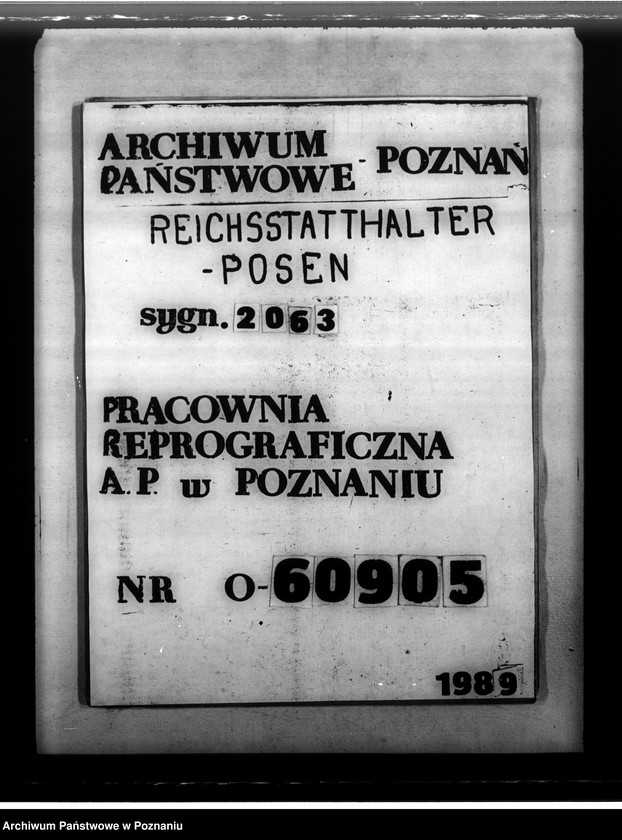 ARCHIWUM
PAŃSTWOWE - POZNAŃ
REICHSSTATTHALTER
-POSEN
sygn. 2063
PRACOWNIA
REPROGRAFICZNA
A.P. w POZNANIU
NR O-60905
1989
Archiwum Państwowe w Poznaniu